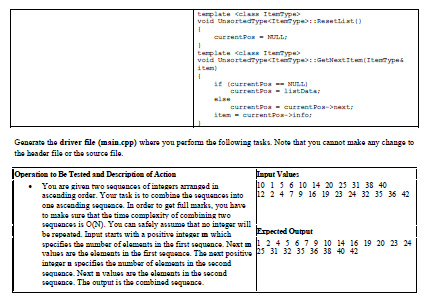 template <class ItemType>
void UnsortedType<ItemType>::ResetList()
{
currentPos = NULL;
}
template <class ItemType>
void UnsortedType<ItemType>::GetNextItem(ItemType&
item)
{
if (currentPos == NULL)
currentPos = listData;
else
currentPos = currentPos->next;
item = currentPos->info;
}
Generate the driver file (main.cpp) where you perform the following tasks. Note that you cannot make any change to
the header file or the source file.
Operation to Be Tested and Description of Action
• You are given two sequences of integers arranged in
ascending order. Your task is to combine the sequences into
one ascending sequence. In order to get full marks, you have
to make sure that the time complexity of combining two
sequences is O(N). You can safely assume that no integer will
be repeated. Input starts with a positive integer m which
specifies the number of elements in the first sequence. Next m
values are the elements in the first sequence. The next positive
integer n specifies the number of elements in the second
sequence. Next n values are the elements in the second
sequence. The output is the combined sequence.
Input Values
10 1 5 6 10 14 20 25 31 38 40
12 2 4 7 9 16 19 23 24 32 35 36 42
Expected Output
1 2 4 5 6 7 9 10 14 16 19 20 23 24
25 31 32 35 36 38 40 42